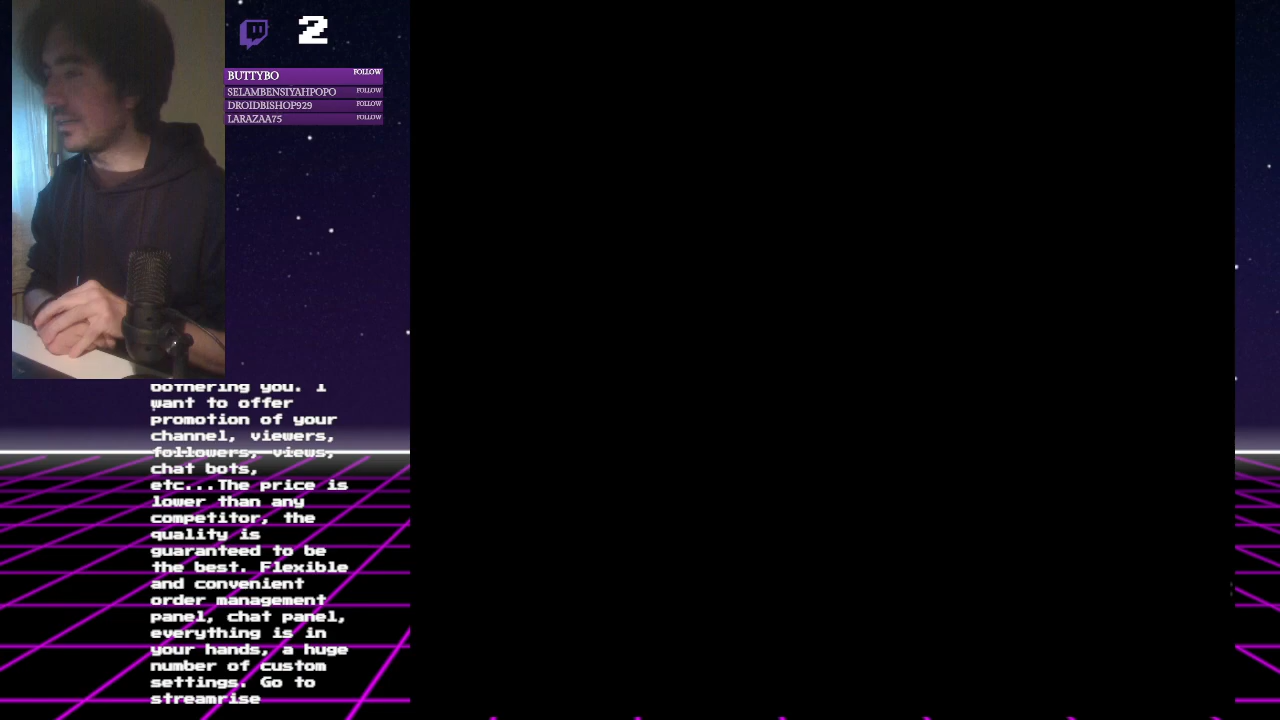 2
BUTTYBO FOLLOW
SELAMBENSIYAHPOPO FOLLOW
DROIDBISHOP929 FOLLOW
LARAZAA75 FOLLOW
bothering you. I
want to offer
promotion of your
channel, viewers,
followers, views,
chat bots,
etc...The price is
lower than any
competitor, the
quality is
guaranteed to be
the best. Flexible
and convenient
order management
panel, chat panel,
everything is in
your hands, a huge
number of custom
settings. Go to
streamrise